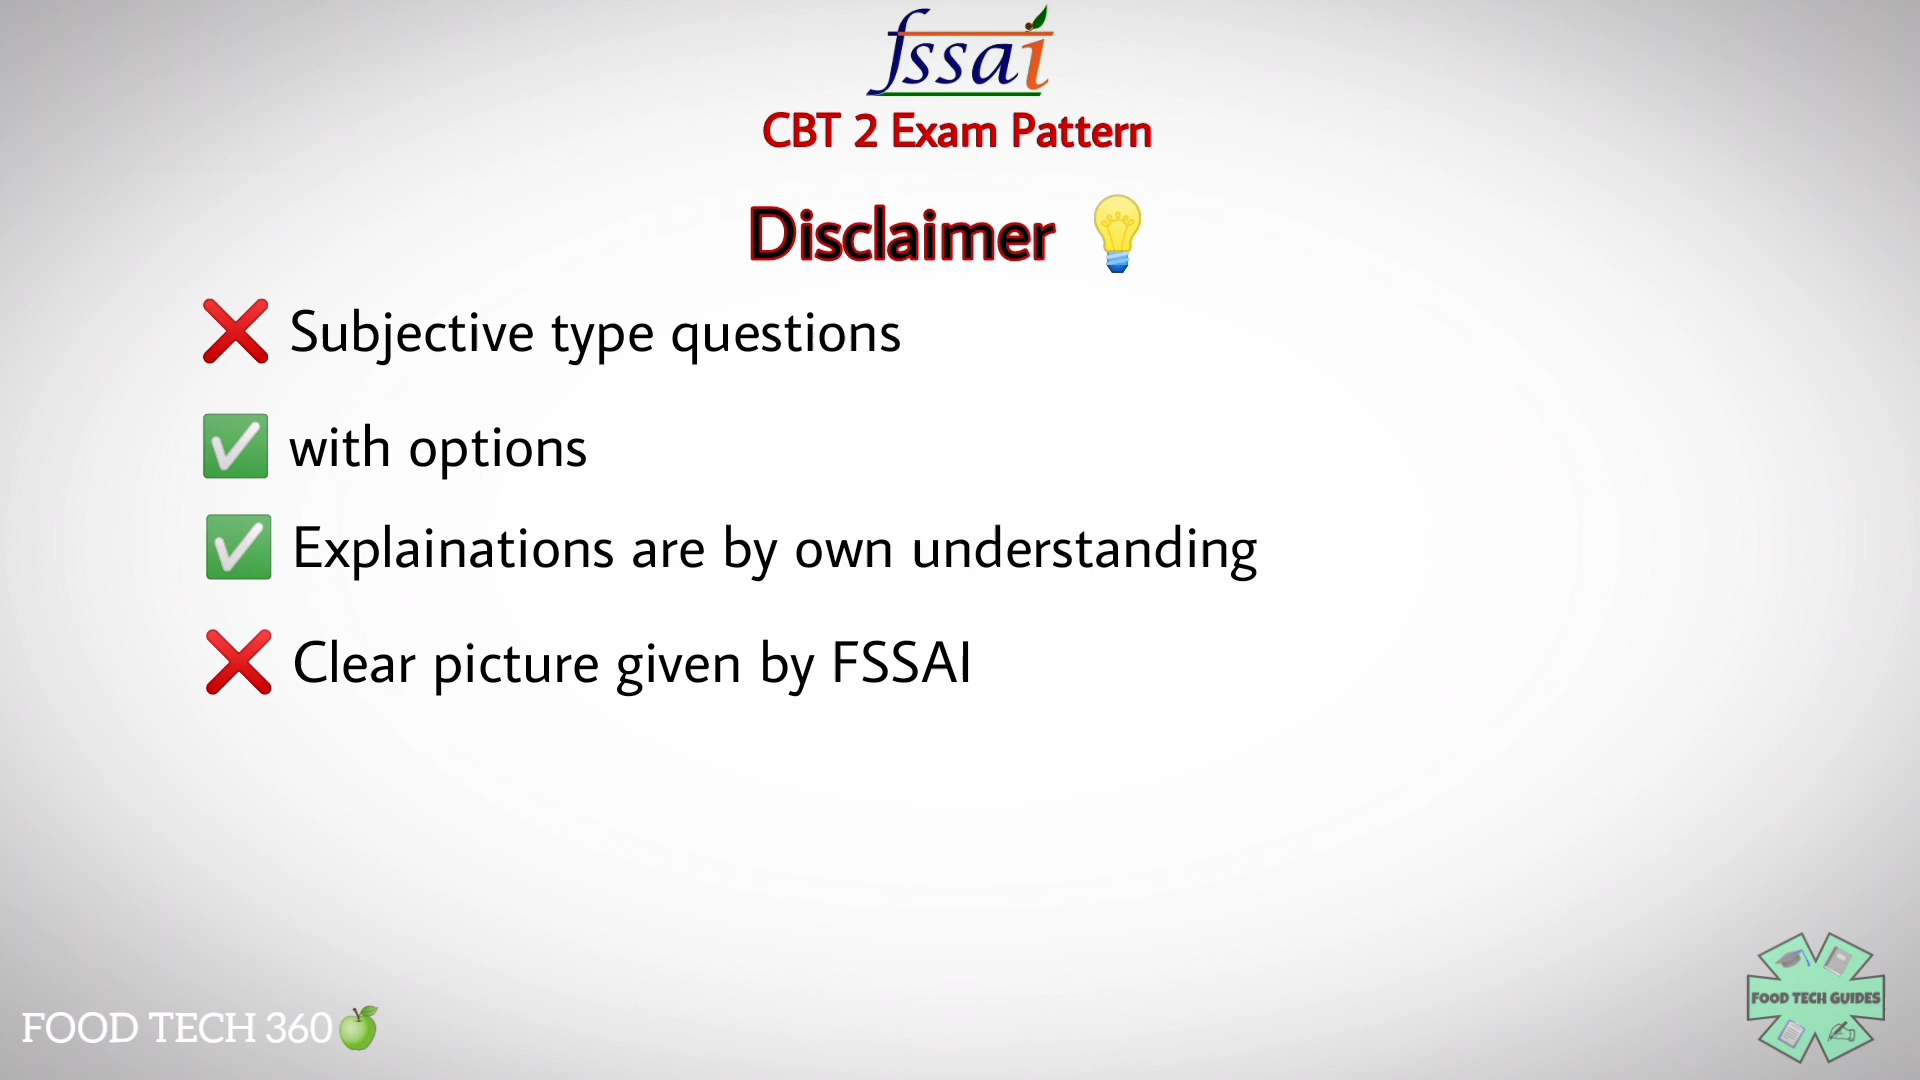 fssai
CBT 2 Exam Pattern
Disclaimer
Subjective type questions
with options
Explainations are by own understanding
Clear picture given by FSSAI
FOOD TECH 360
FOOD TECH GUIDES